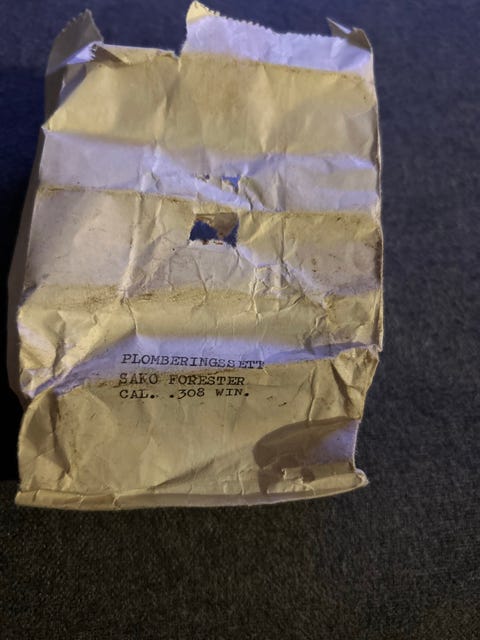 PLOMBERINGSSETT
SAKO FORESTER
CAL. .308 WIN.